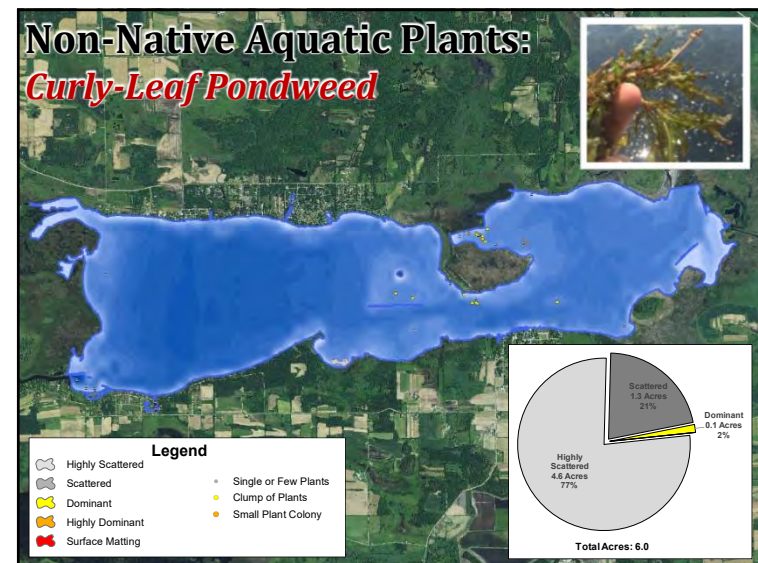 Non-Native Aquatic Plants:
Curly-Leaf Pondweed
Legend
Highly Scattered
Scattered
Dominant
Highly Dominant
Surface Matting
Single or Few Plants
Clump of Plants
Small Plant Colony
Scattered
1.3 Acres
21%
Dominant
0.1 Acres
2%
Highly
Scattered
4.6 Acres
77%
Total Acres: 6.0